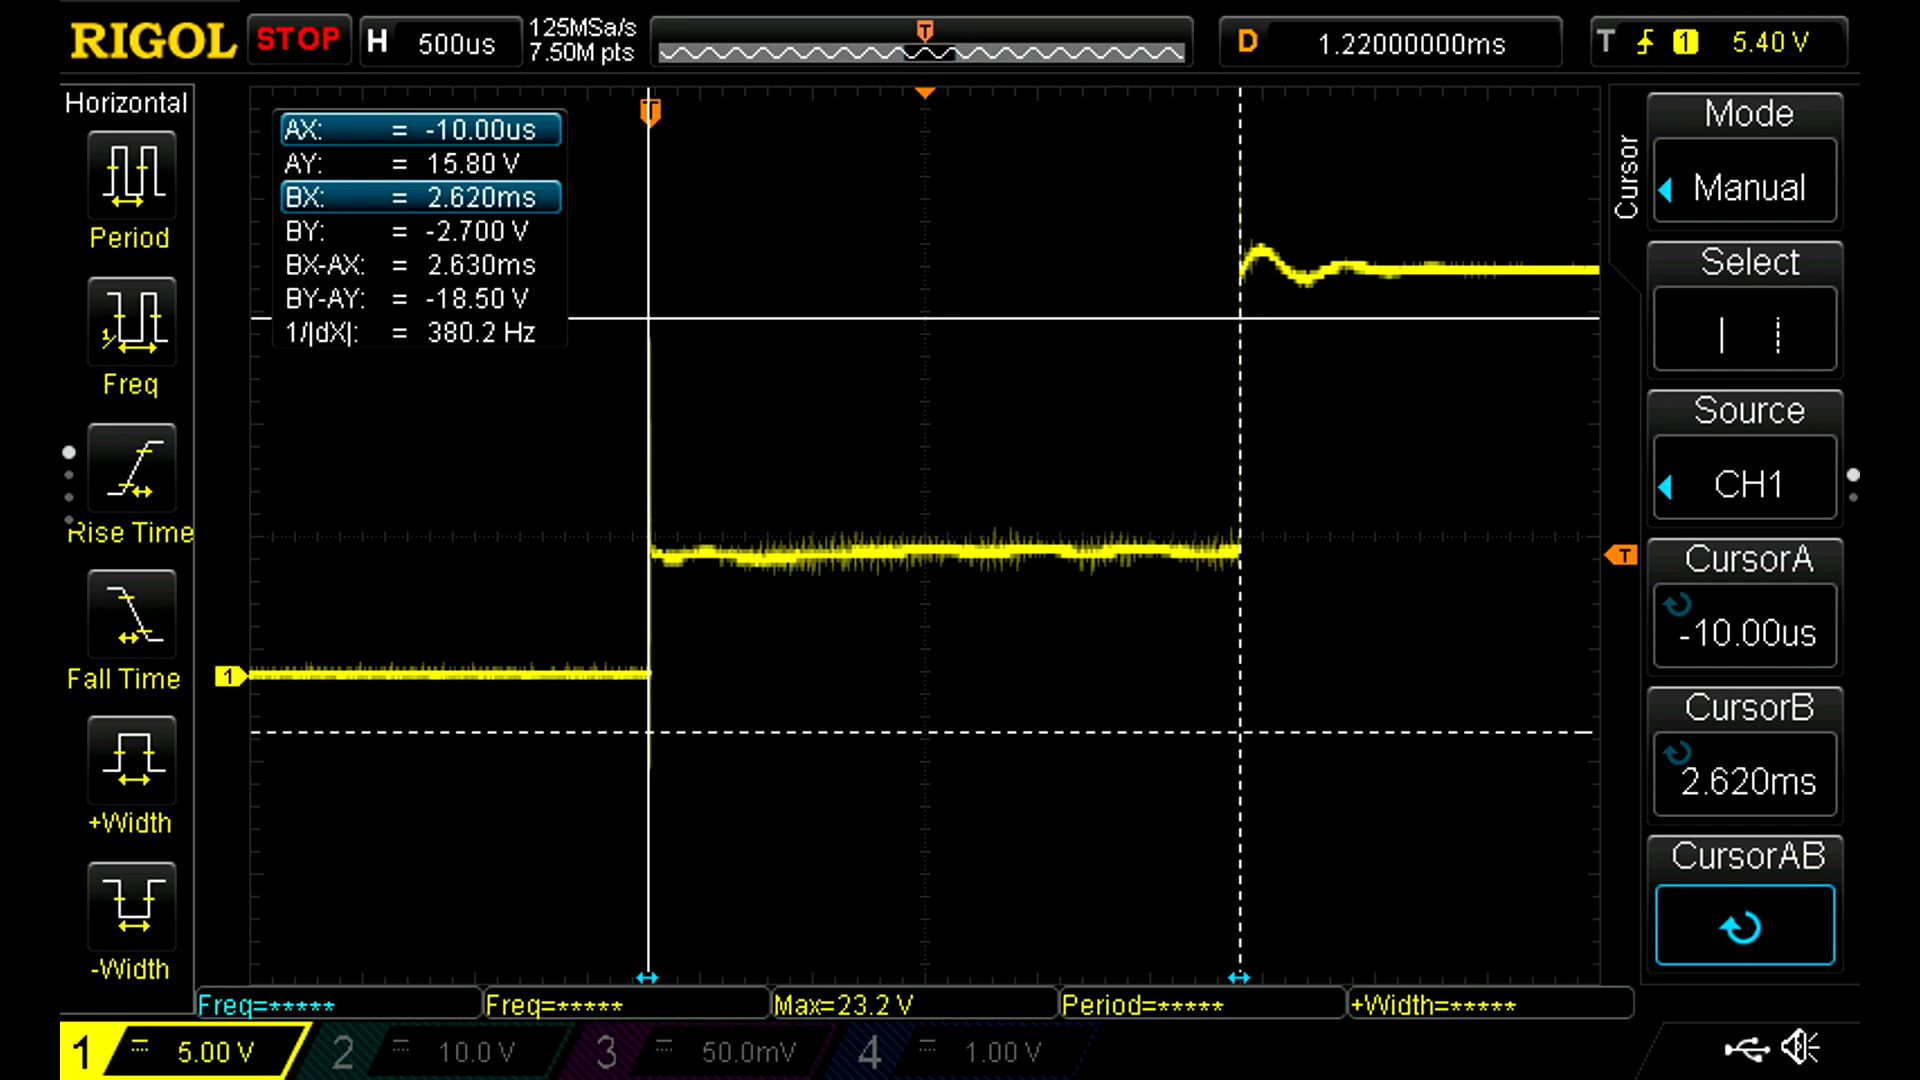 RIGOL STOP H 500us 125MSa/s 7.50M pts T D 1.22000000ms T 1 5.40 V
Horizontal
Period
Freq
Rise Time
Fall Time
+Width
-Width
T
AX: = -10.00us
AY: = 15.80 V
BX: = 2.620ms
BY: = -2.700 V
BX-AX: = 2.630ms
BY-AY: = -18.50 V
1/|dX|: = 380.2 Hz
1
T
Cursor
Mode
Manual
Select
Source
CH1
CursorA
-10.00us
CursorB
2.620ms
CursorAB
Freq=***** Freq=***** Max=23.2 V Period=***** +Width=*****
1 5.00 V 2 10.0 V 3 50.0mV 4 1.00 V